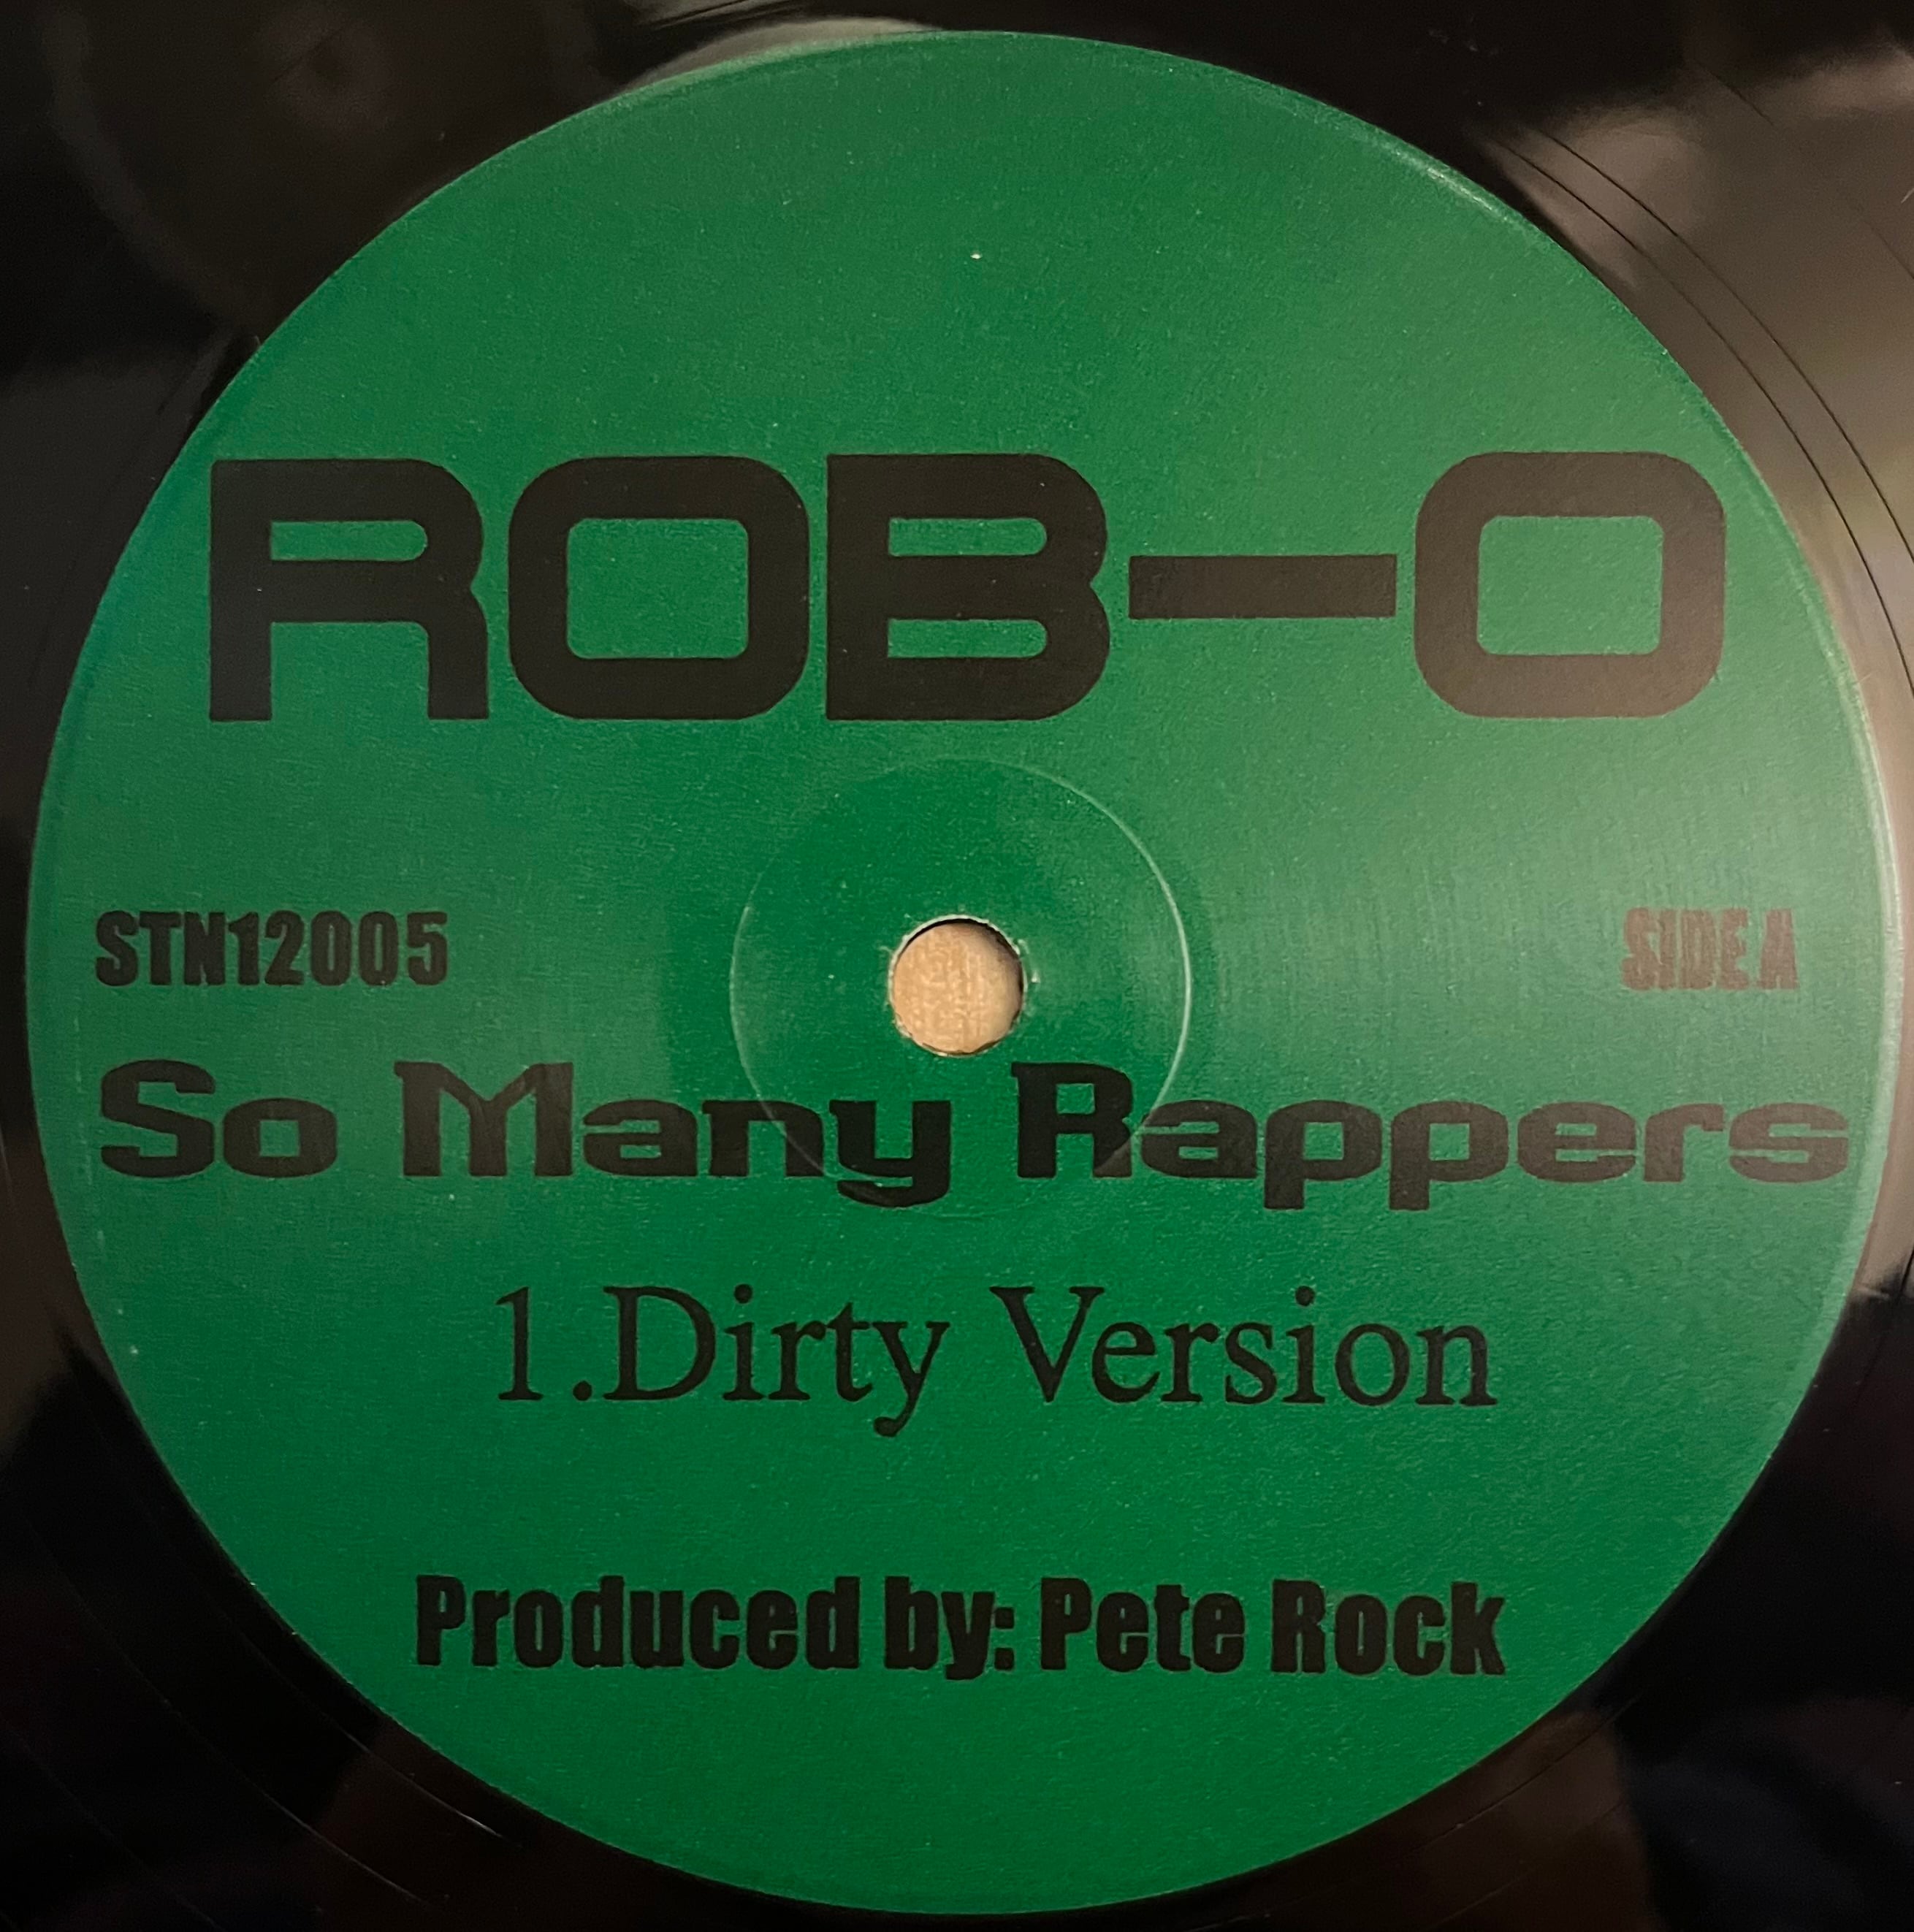 ROB-O
STN12005 SIDE A
So Many Rappers
1.Dirty Version
Produced by: Pete Rock